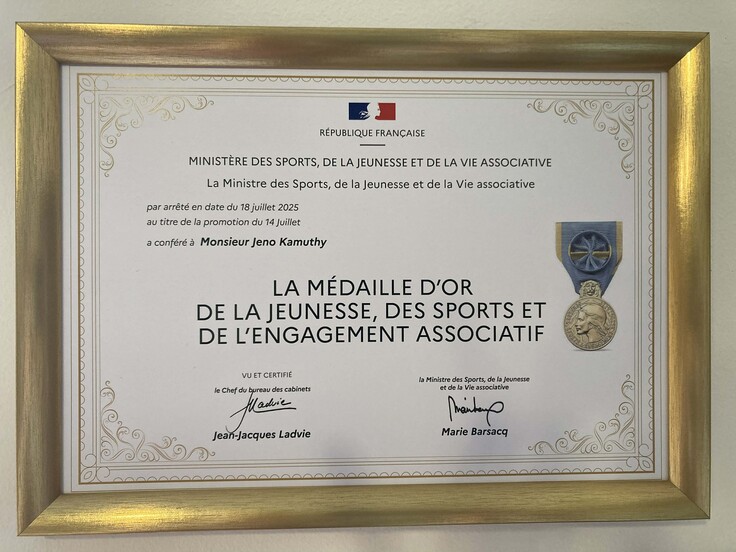 RÉPUBLIQUE FRANÇAISE
MINISTÈRE DES SPORTS, DE LA JEUNESSE ET DE LA VIE ASSOCIATIVE
La Ministre des Sports, de la Jeunesse et de la Vie associative
par arrêté en date du 18 juillet 2025
au titre de la promotion du 14 Juillet
a conféré à Monsieur Jeno Kamuthy
LA MÉDAILLE D'OR
DE LA JEUNESSE, DES SPORTS ET
DE L'ENGAGEMENT ASSOCIATIF
VU ET CERTIFIÉ
le Chef du bureau des cabinets
JJLadvie
Jean-Jacques Ladvie
la Ministre des Sports, de la Jeunesse
et de la Vie associative
Marie Barsacq